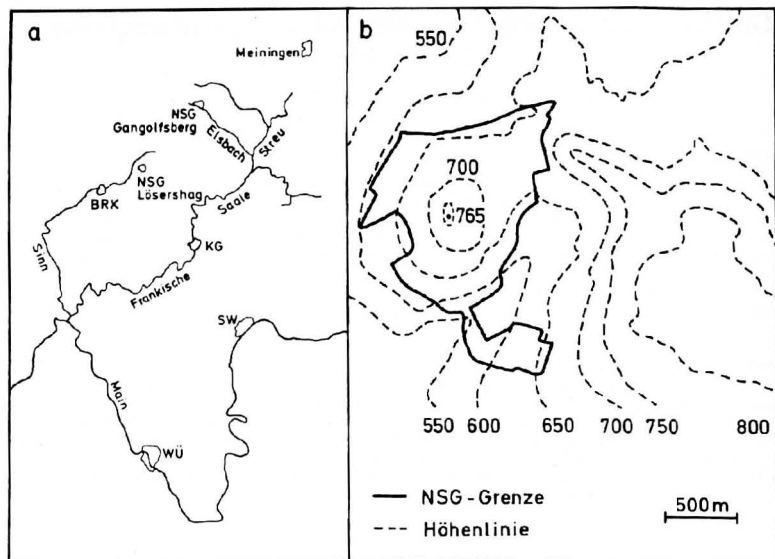 a
Meiningen
NSG
Gangolfsberg
Elsbach
Streu
NSG
Lösershag
BRK
Saale
Sinn
KG
Fränkische
SW
Main
WÜ
b
550
700
765
550 600 650 700 750 800
NSG-Grenze
Höhenlinie
500m